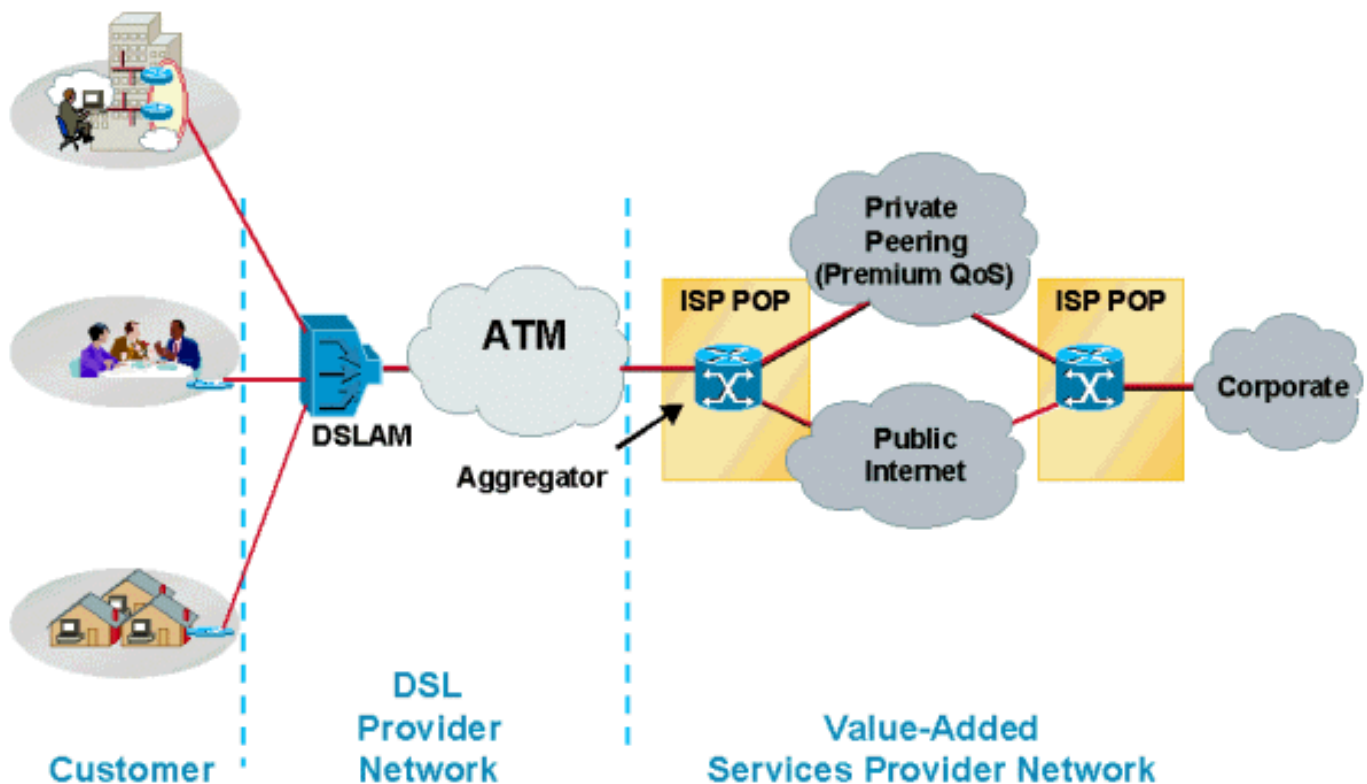 Private
Peering
(Premium QoS)
ISP POP
ISP POP
ATM
Corporate
DSLAM
Public
Internet
Aggregator
DSL
Provider
Network
Value-Added
Services Provider Network
Customer